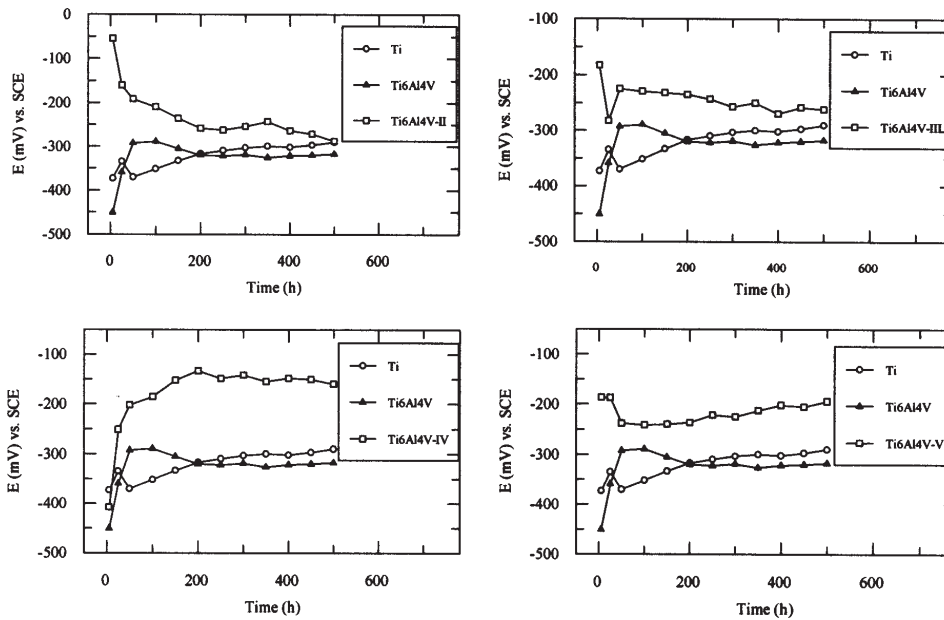 0
-100
-200
-300
-400
-500
E (mV) vs. SCE
0
200
400
600
Time (h)
Ti
Ti6Al4V
Ti6Al4V-II
-100
-200
-300
-400
-500
E (mV) vs. SCE
0
200
400
600
Time (h)
Ti
Ti6Al4V
Ti6Al4V-III
-100
-200
-300
-400
-500
E (mV) vs. SCE
0
200
400
600
Time (h)
Ti
Ti6Al4V
Ti6Al4V-IV
-100
-200
-300
-400
-500
E (mV) vs. SCE
0
200
400
600
Time (h)
Ti
Ti6Al4V
Ti6Al4V-V